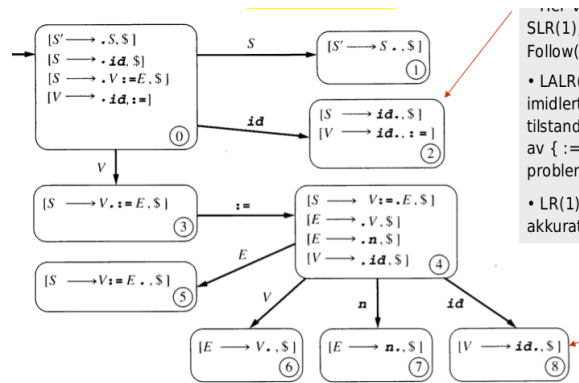 [S′ ⟶ .S,$]
[S ⟶ .id,$]
[S ⟶ .V:=E,$]
[V ⟶ .id,:=]
0
S
[S′ ⟶ S.,$]
1
id
[S ⟶ id.,$]
[V ⟶ id.,:=]
2
V
[S ⟶ V.:=E,$]
3
:=
[S ⟶ V:=.E,$]
[E ⟶ .V,$]
[E ⟶ .n,$]
[V ⟶ .id,$]
4
E
[S ⟶ V:=E.,$]
5
V
n
id
[E ⟶ V.,$]
6
[E ⟶ n.,$]
7
[V ⟶ id.,$]
8
SLR(1)
Follow(
• LALR(
imidlert
tilstand
av { :=
probler
• LR(1)
akkurat